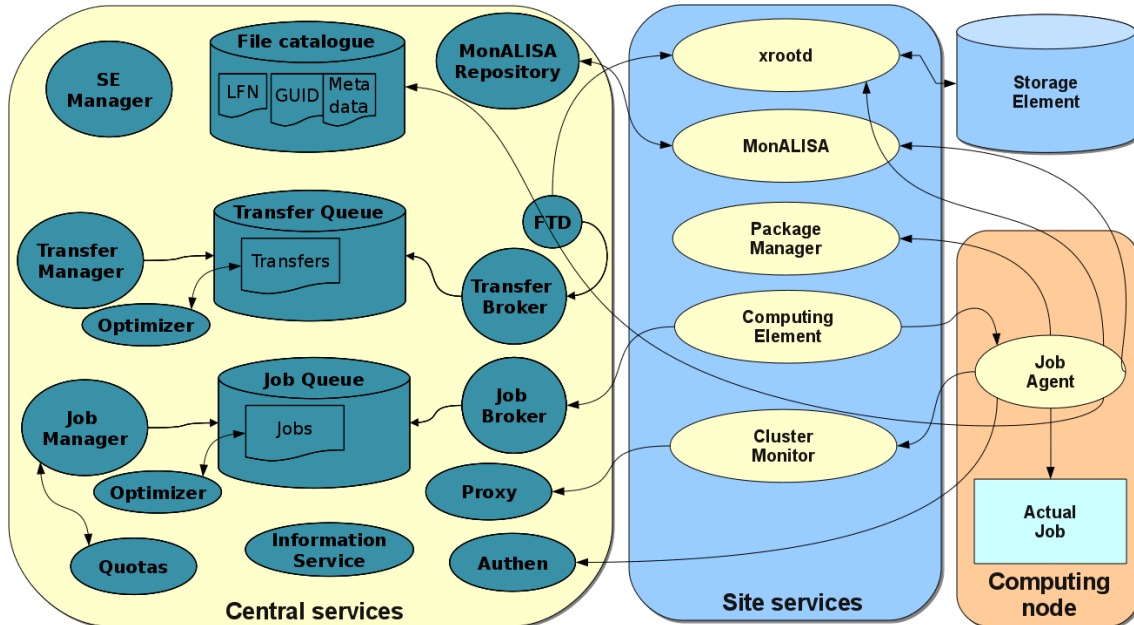 SE
Manager
File catalogue
LFN
GUID
Meta
data
MonALISA
Repository
Transfer Queue
Transfers
FTD
Transfer
Manager
Optimizer
Transfer
Broker
Job Queue
Jobs
Job
Manager
Job
Broker
Optimizer
Proxy
Quotas
Information
Service
Authen
Central services
xrootd
MonALISA
Package
Manager
Computing
Element
Cluster
Monitor
Site services
Storage
Element
Job
Agent
Actual
Job
Computing
node